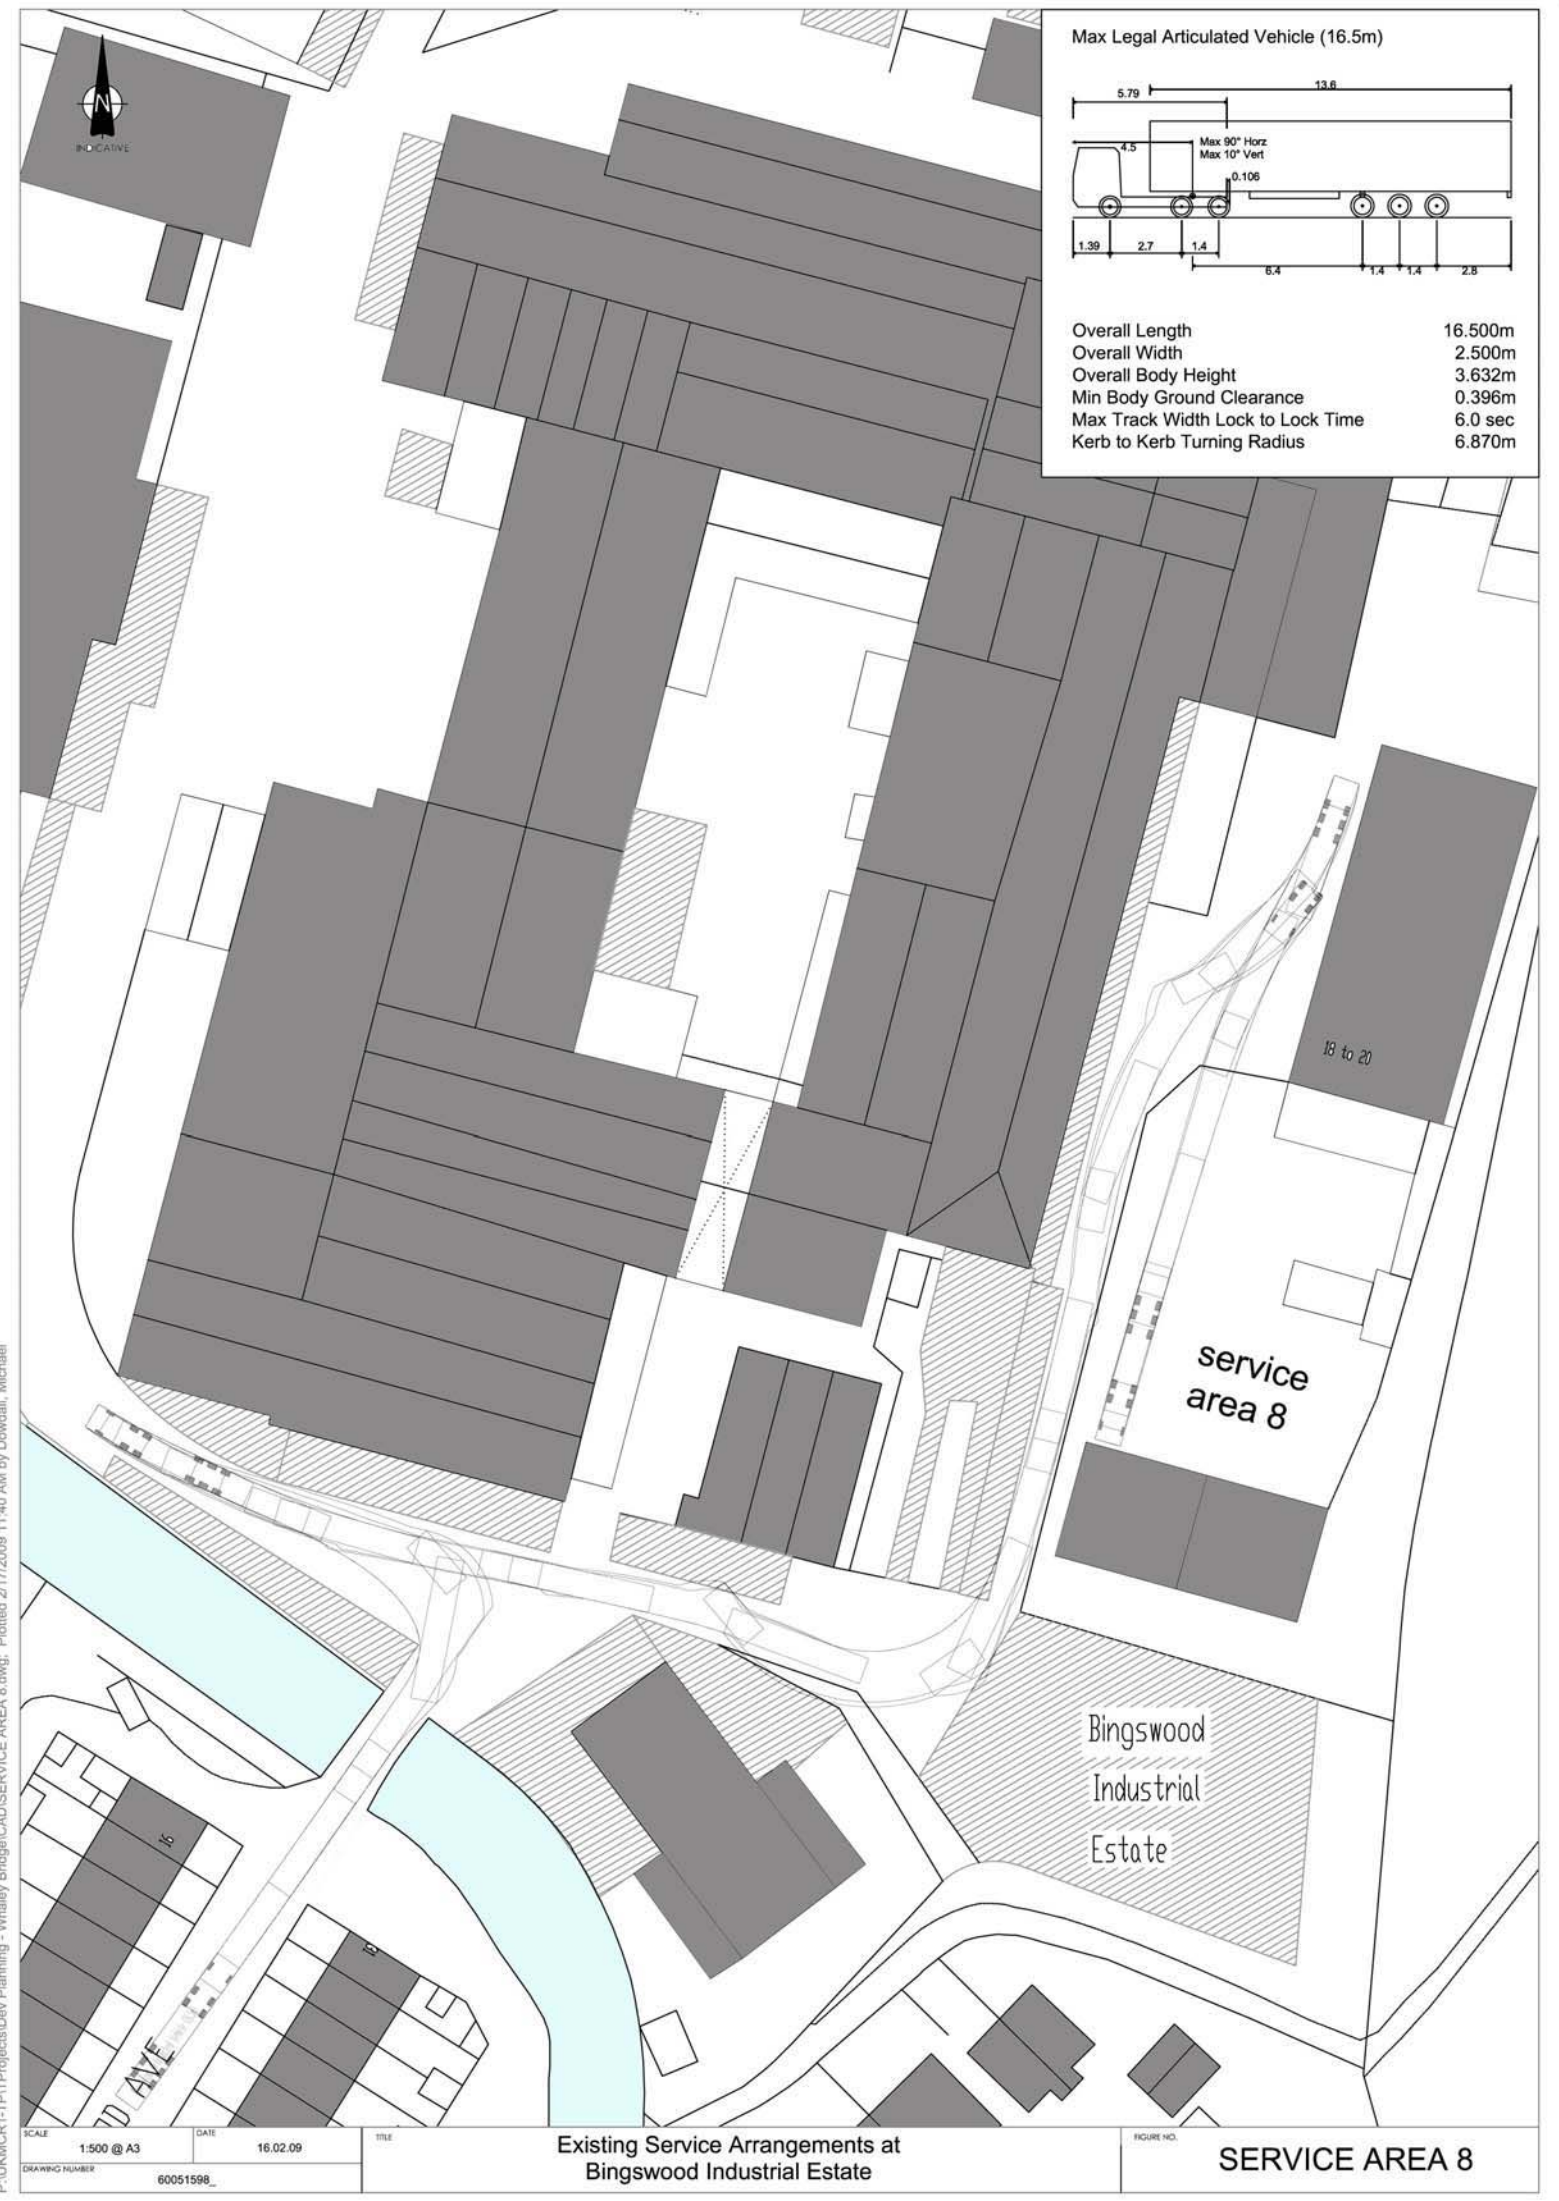 N
INDICATIVE
Max Legal Articulated Vehicle (16.5m)
13.6
5.79
4.5
Max 90° Horz
Max 10° Vert
0.106
1.39
2.7
1.4
6.4
1.4
1.4
2.8
Overall Length 16.500m
Overall Width 2.500m
Overall Body Height 3.632m
Min Body Ground Clearance 0.396m
Max Track Width Lock to Lock Time 6.0 sec
Kerb to Kerb Turning Radius 6.870m
18 to 20
service
area 8
Bingswood
Industrial
Estate
16
19
AVE
SCALE
1:500 @ A3
DATE
16.02.09
DRAWING NUMBER
60051598_
TITLE
Existing Service Arrangements at
Bingswood Industrial Estate
FIGURE NO.
SERVICE AREA 8